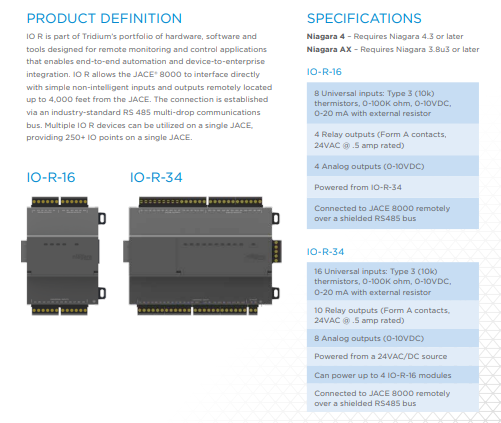 PRODUCT DEFINITION
IO R is part of Tridium's portfolio of hardware, software and
tools designed for remote monitoring and control applications
that enables end-to-end automation and device-to-enterprise
integration. IO R allows the JACE® 8000 to interface directly
with simple non-intelligent inputs and outputs remotely located
up to 4,000 feet from the JACE. The connection is established
via an industry-standard RS 485 multi-drop communications
bus. Multiple IO R devices can be utilized on a single JACE,
providing 250+ IO points on a single JACE.
IO-R-16
IO-R-34
SPECIFICATIONS
Niagara 4 – Requires Niagara 4.3 or later
Niagara AX – Requires Niagara 3.8u3 or later
IO-R-16
8 Universal inputs: Type 3 (10k)
thermistors, 0-100K ohm, 0-10VDC,
0-20 mA with external resistor
4 Relay outputs (Form A contacts,
24VAC @ .5 amp rated)
4 Analog outputs (0-10VDC)
Powered from IO-R-34
Connected to JACE 8000 remotely
over a shielded RS485 bus
IO-R-34
16 Universal inputs: Type 3 (10k)
thermistors, 0-100K ohm, 0-10VDC,
0-20 mA with external resistor
10 Relay outputs (Form A contacts,
24VAC @ .5 amp rated)
8 Analog outputs (0-10VDC)
Powered from a 24VAC/DC source
Can power up to 4 IO-R-16 modules
Connected to JACE 8000 remotely
over a shielded RS485 bus